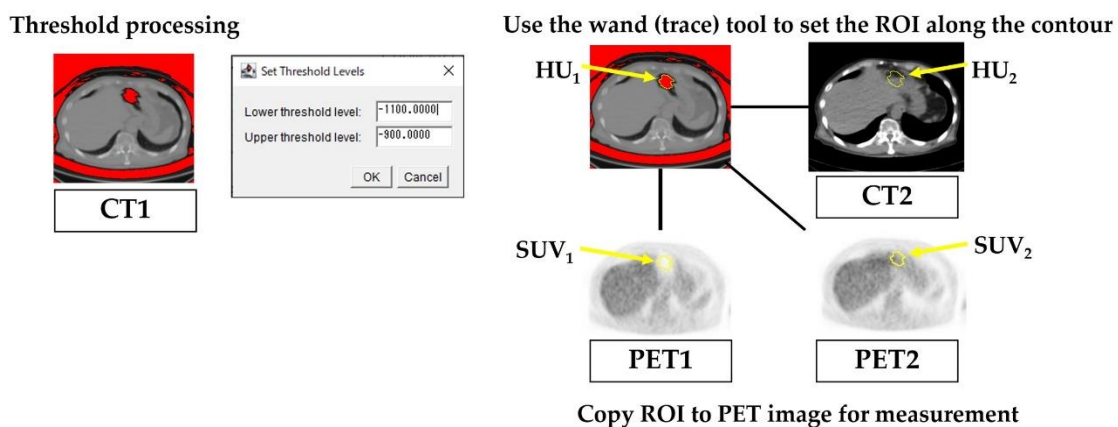 Threshold processing
Set Threshold Levels
Lower threshold level: -1100.0000
Upper threshold level: -900.0000
OK Cancel
CT1
Use the wand (trace) tool to set the ROI along the contour
HU1
HU2
CT2
SUV1
SUV2
PET1
PET2
Copy ROI to PET image for measurement